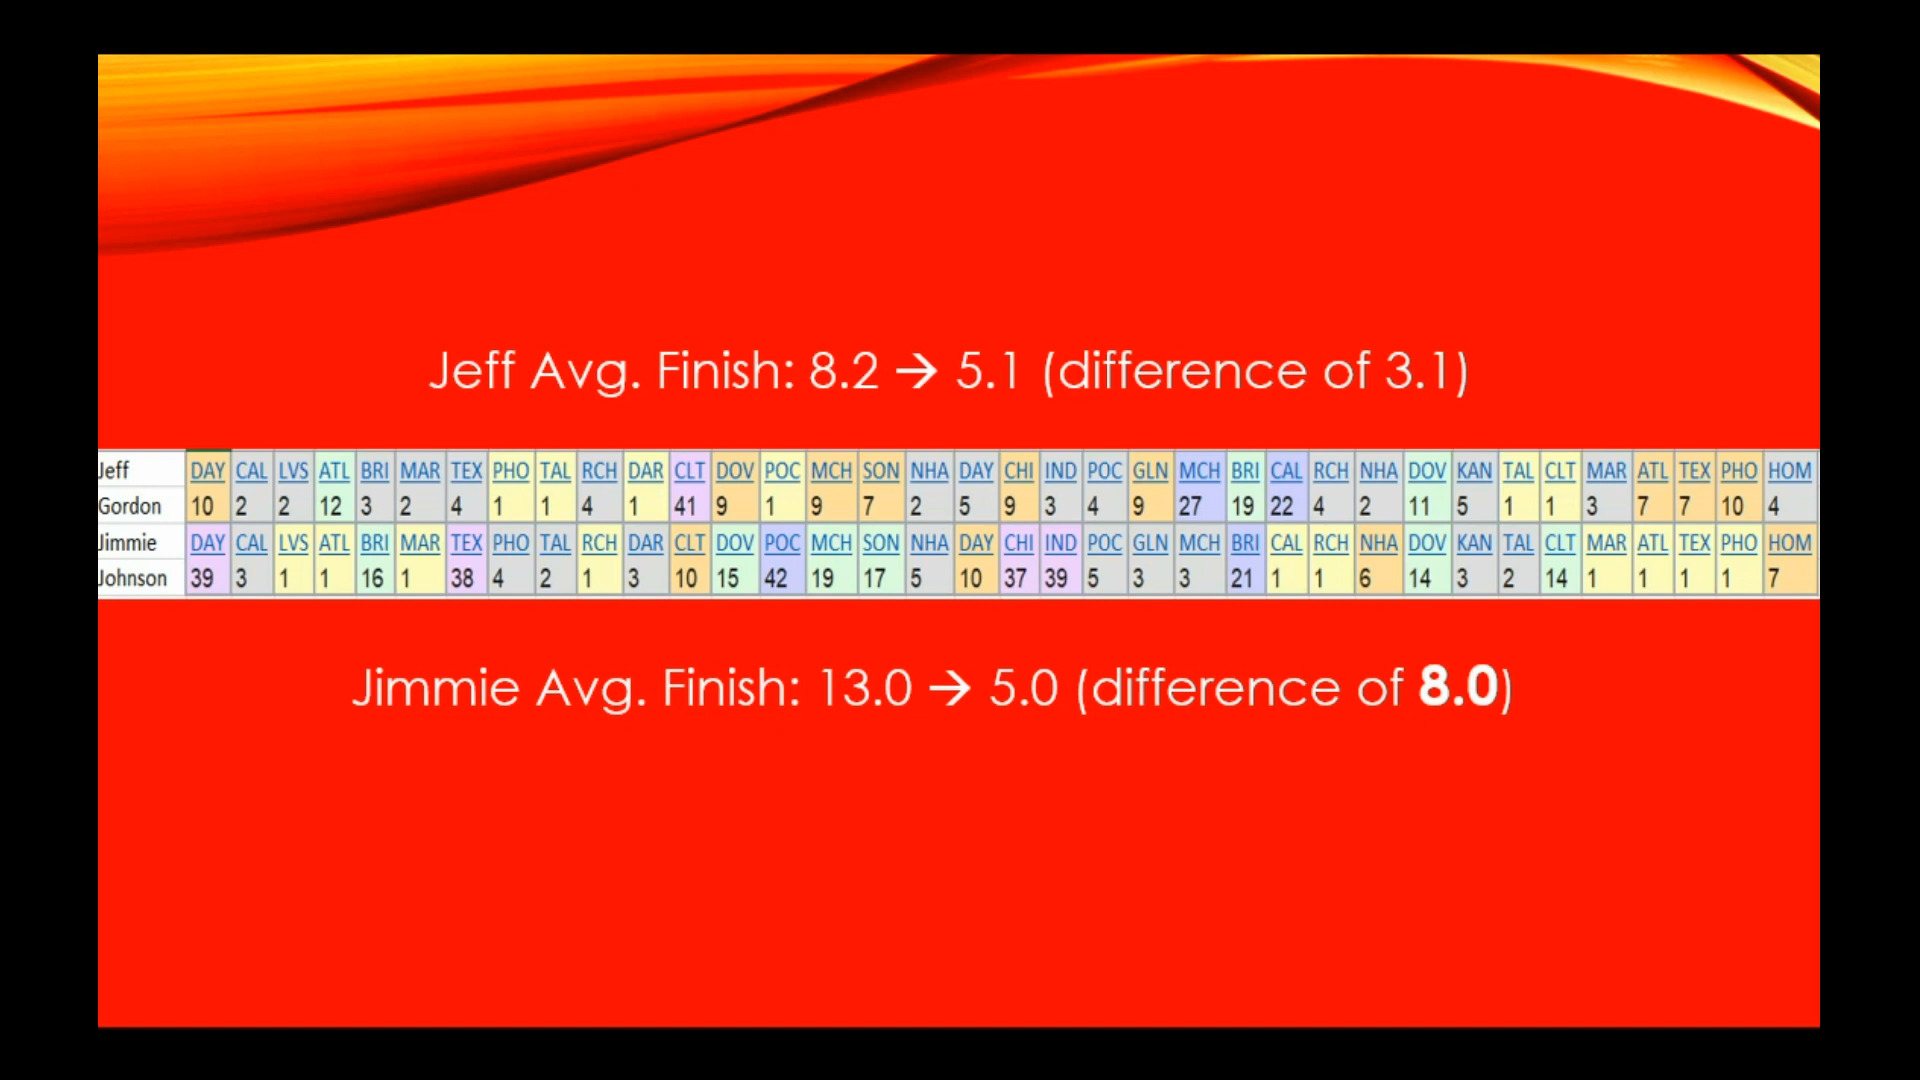 Jeff Avg. Finish: 8.2 → 5.1 (difference of 3.1)
Jeff DAY CAL LVS ATL BRI MAR TEX PHO TAL RCH DAR CLT DOV POC MCH SON NHA DAY CHI IND POC GLN MCH BRI CAL RCH NHA DOV KAN TAL CLT MAR ATL TEX PHO HOM
Gordon 10 2 2 12 3 2 4 1 1 4 1 41 9 1 9 7 2 5 9 3 4 9 27 19 22 4 2 11 5 1 1 3 7 7 10 4
Jimmie DAY CAL LVS ATL BRI MAR TEX PHO TAL RCH DAR CLT DOV POC MCH SON NHA DAY CHI IND POC GLN MCH BRI CAL RCH NHA DOV KAN TAL CLT MAR ATL TEX PHO HOM
Johnson 39 3 1 1 16 1 38 4 2 1 3 10 15 42 19 17 5 10 37 39 5 3 3 21 1 1 6 14 3 2 14 1 1 1 1 7
Jimmie Avg. Finish: 13.0 → 5.0 (difference of 8.0)